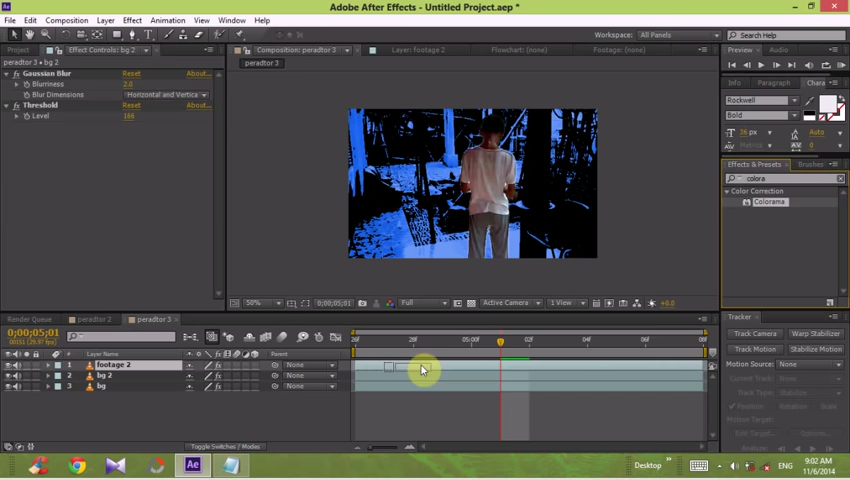 Adobe After Effects - Untitled Project.aep *
File Edit Composition Layer Effect Animation View Window Help
Workspace: All Panels
Project Effect Controls: bg 2
Composition: peradtor 3 Layer: footage 2 Flowchart: (none) Footage: (none)
Preview Audio
peradtor 3 • bg 2
peradtor 3
Gaussian Blur Reset About...
Blurriness 2.0
Blur Dimensions Horizontal and Vertica
Threshold Reset About...
Level 166
Info Paragraph Chara
Rockwell
Bold
26 px Auto
Metrics 0
Effects & Presets Brushes
colora
Color Correction
Colorama
50% 0;00;05;01 Full Active Camera 1 View +0.0
Render Queue peradtor 2 peradtor 3
0;00;05;01
00151 (29.97 fps)
26f 28f 05:00f 02f 08f
# Layer Name Parent
1 footage 2 None
2 bg 2 None
3 bg None
Toggle Switches / Modes
Tracker
Track Camera Warp Stabilizer
Track Motion Stabilize Motion
Motion Source: None
Current Track: None
Track Type: Stabilize
Position Rotation Scale
Motion Target:
Edit Target... Options...
Analyze:
Ae
Desktop ENG 9:02 AM
11/6/2014